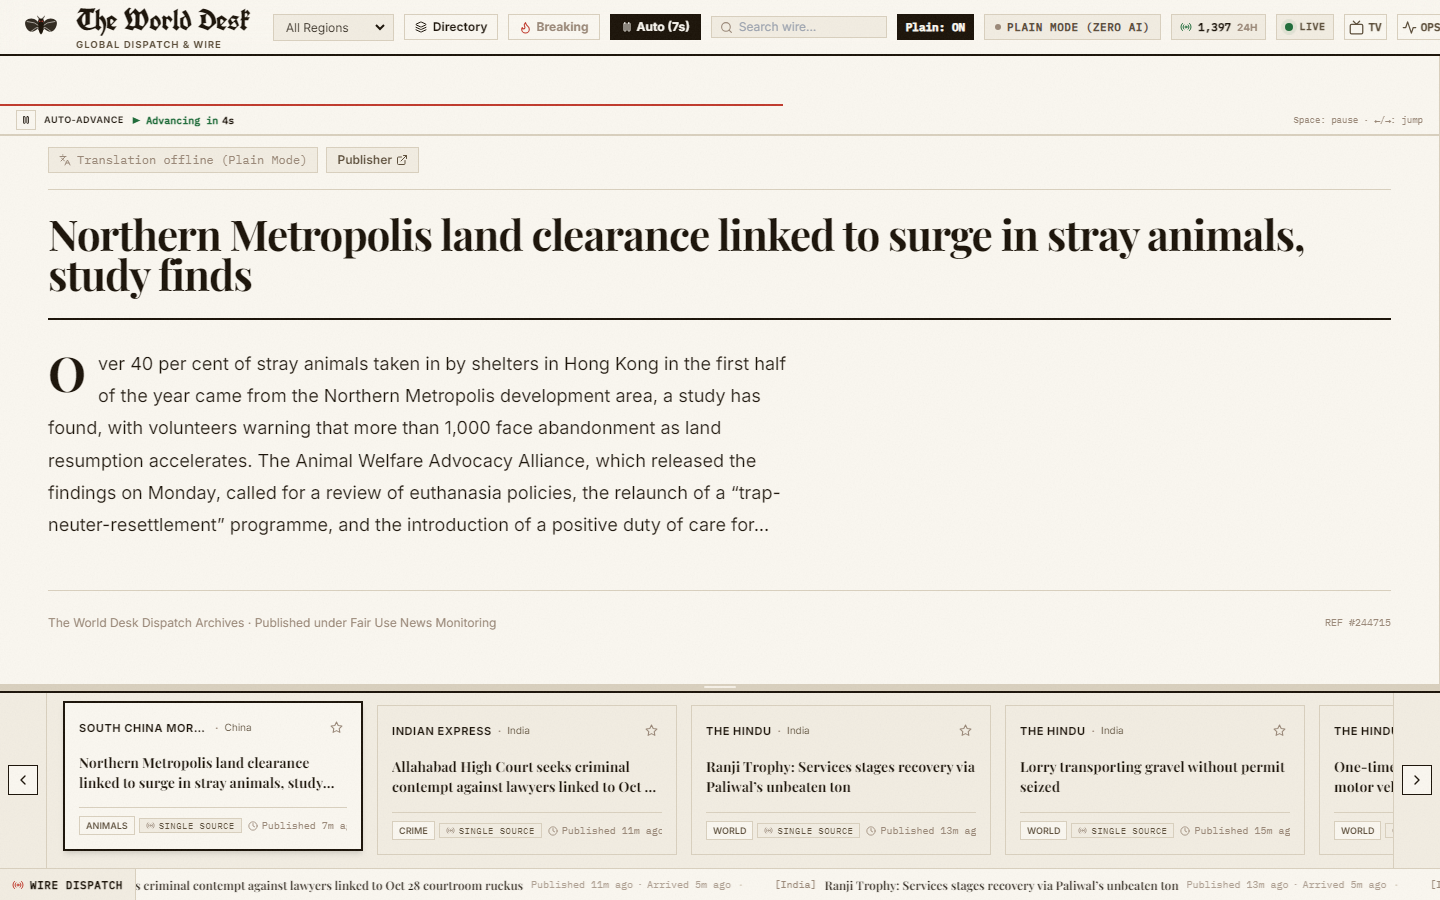 The World Desk
GLOBAL DISPATCH & WIRE
All Regions
Directory
Breaking
Auto (7s)
Search wire...
Plain: ON
PLAIN MODE (ZERO AI)
1,397 24H
LIVE
TV
OPS
AUTO-ADVANCE ▶ Advancing in 4s
Space: pause · ←/→: jump
Translation offline (Plain Mode)
Publisher
Northern Metropolis land clearance linked to surge in stray animals,
study finds
Over 40 per cent of stray animals taken in by shelters in Hong Kong in the first half
of the year came from the Northern Metropolis development area, a study has
found, with volunteers warning that more than 1,000 face abandonment as land
resumption accelerates. The Animal Welfare Advocacy Alliance, which released the
findings on Monday, called for a review of euthanasia policies, the relaunch of a “trap-
neuter-resettlement” programme, and the introduction of a positive duty of care for...
The World Desk Dispatch Archives · Published under Fair Use News Monitoring
REF #244715
SOUTH CHINA MOR... · China
Northern Metropolis land clearance
linked to surge in stray animals, study...
ANIMALS
SINGLE SOURCE
Published 7m a
INDIAN EXPRESS · India
Allahabad High Court seeks criminal
contempt against lawyers linked to Oct ...
CRIME
SINGLE SOURCE
Published 11m ago
THE HINDU · India
Ranji Trophy: Services stages recovery via
Paliwal’s unbeaten ton
WORLD
SINGLE SOURCE
Published 13m ag
THE HINDU · India
Lorry transporting gravel without permit
seized
WORLD
SINGLE SOURCE
Published 15m ag
THE HINDU
One-time
motor vel
WORLD
WIRE DISPATCH
s criminal contempt against lawyers linked to Oct 28 courtroom ruckus Published 11m ago · Arrived 5m ago ·
[India] Ranji Trophy: Services stages recovery via Paliwal’s unbeaten ton Published 13m ago · Arrived 5m ago ·